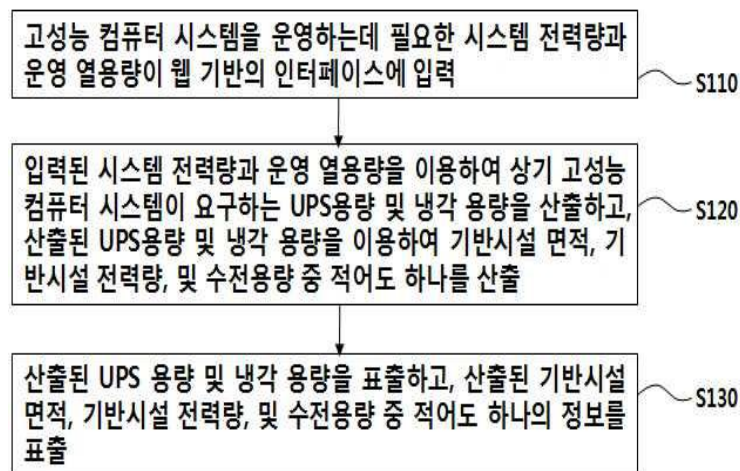 고성능 컴퓨터 시스템을 운영하는데 필요한 시스템 전력량과
운영 열용량이 웹 기반의 인터페이스에 입력
S110
입력된 시스템 전력량과 운영 열용량을 이용하여 상기 고성능
컴퓨터 시스템이 요구하는 UPS용량 및 냉각 용량을 산출하고,
산출된 UPS용량 및 냉각 용량을 이용하여 기반시설 면적, 기
반시설 전력량, 및 수전용량 중 적어도 하나를 산출
S120
산출된 UPS 용량 및 냉각 용량을 표출하고, 산출된 기반시설
면적, 기반시설 전력량, 및 수전용량 중 적어도 하나의 정보를
표출
S130